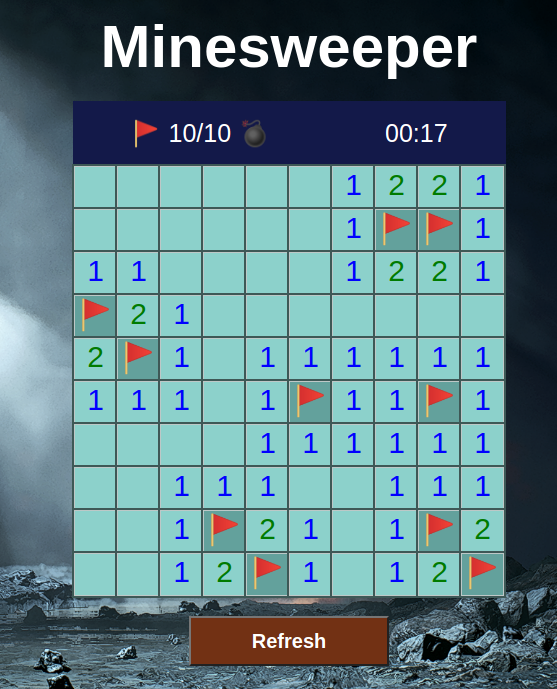 Minesweeper
10/10 00:17
1 2 2 1
1 1
1 1 1 2 2 1
2 1
2 1 1 1 1 1 1 1
1 1 1 1 1 1 1
1 1 1 1 1 1
1 1 1 1 1 1
1 2 1 1 2
1 2 1 1 2
Refresh